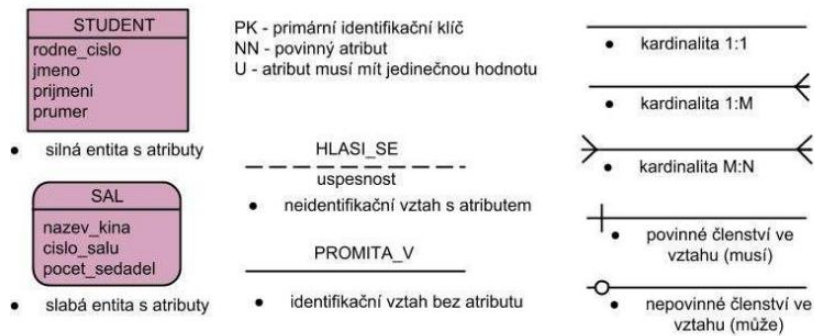 STUDENT
rodne_cislo
jmeno
prijmeni
prumer
• silná entita s atributy
SAL
nazev_kina
cislo_salu
pocet_sedadel
• slabá entita s atributy
PK - primární identifikační klíč
NN - povinný atribut
U - atribut musí mít jedinečnou hodnotu
HLASI_SE
uspesnost
• neidentifikační vztah s atributem
PROMITA_V
• identifikační vztah bez atributu
• kardinalita 1:1
• kardinalita 1:M
• kardinalita M:N
• povinné členství ve
vztahu (musí)
• nepovinné členství ve
vztahu (může)